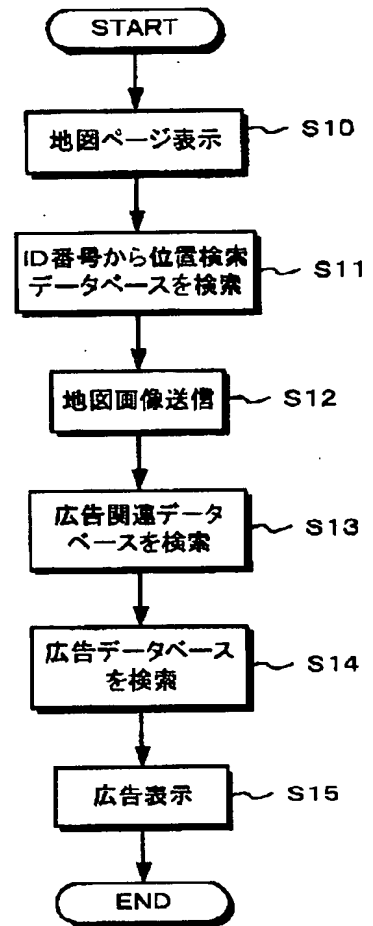 START
地図ページ表示
S10
ID番号から位置検索
データベースを検索
S11
地図画像送信
S12
広告関連データ
ベースを検索
S13
広告データベース
を検索
S14
広告表示
S15
END